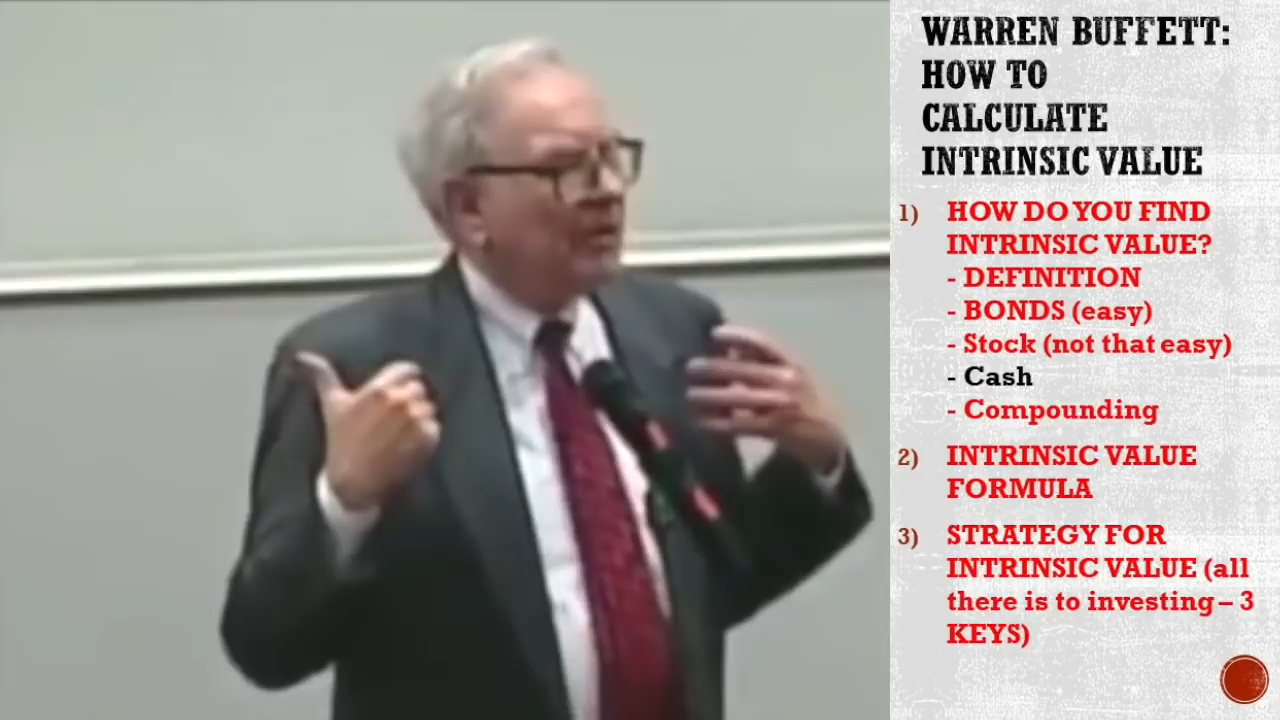 WARREN BUFFETT:
HOW TO
CALCULATE
INTRINSIC VALUE
1) HOW DO YOU FIND
INTRINSIC VALUE?
- DEFINITION
- BONDS (easy)
- Stock (not that easy)
- Cash
- Compounding
2) INTRINSIC VALUE
FORMULA
3) STRATEGY FOR
INTRINSIC VALUE (all
there is to investing – 3
KEYS)